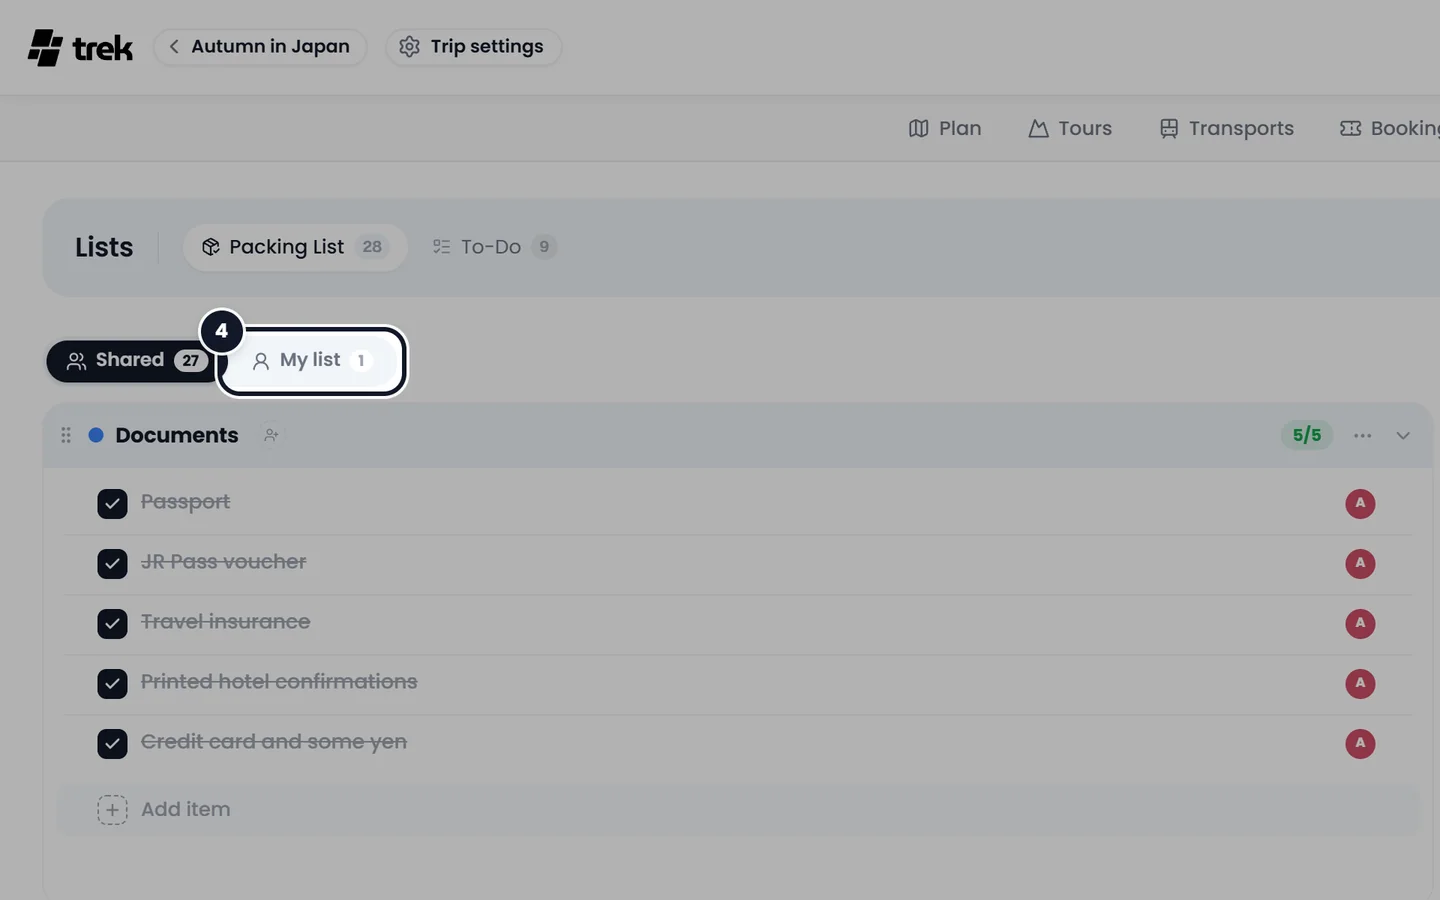 trek
Autumn in Japan
Trip settings
Plan
Tours
Transports
Booking
Lists
Packing List 28
To-Do 9
4
Shared 27
My list 1
Documents
5/5
Passport
A
JR Pass voucher
A
Travel insurance
A
Printed hotel confirmations
A
Credit card and some yen
A
Add item